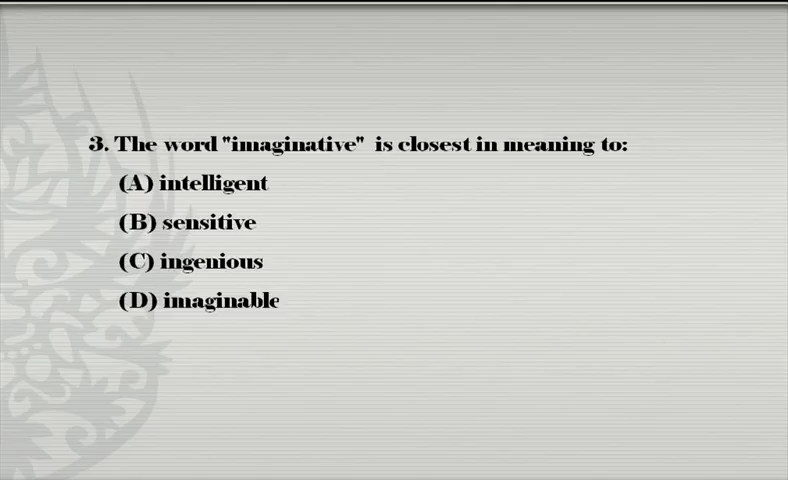 3. The word "imaginative"  is closest in meaning to:
(A) intelligent
(B) sensitive
(C) ingenious
(D) imaginable